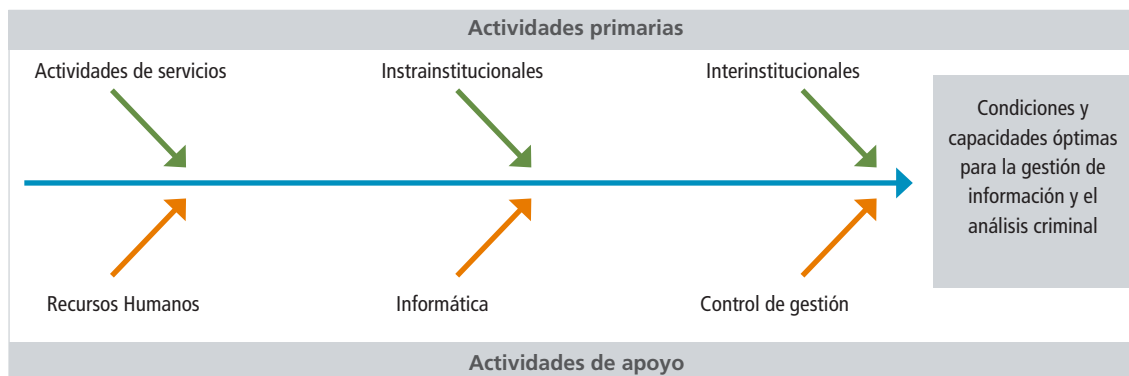 Actividades primarias
Actividades de servicios
Instrainstitucionales
Interinstitucionales
Condiciones y
capacidades óptimas
para la gestión de
información y el
análisis criminal
Recursos Humanos
Informática
Control de gestión
Actividades de apoyo